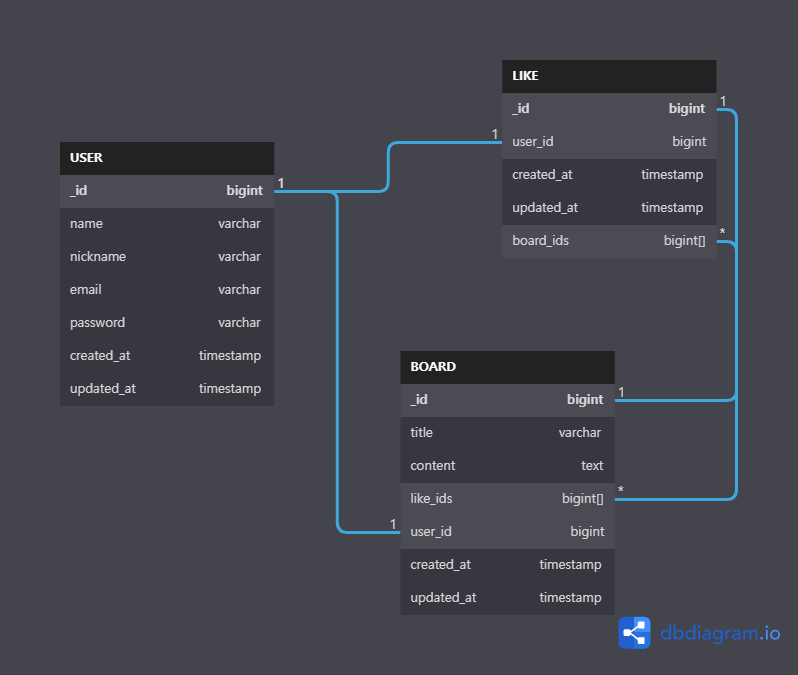 USER
_id bigint
name varchar
nickname varchar
email varchar
password varchar
created_at timestamp
updated_at timestamp
1
LIKE
_id bigint
user_id bigint
created_at timestamp
updated_at timestamp
board_ids bigint[]
1
1
*
BOARD
_id bigint
title varchar
content text
like_ids bigint[]
user_id bigint
created_at timestamp
updated_at timestamp
1
*
1
dbdiagram.io